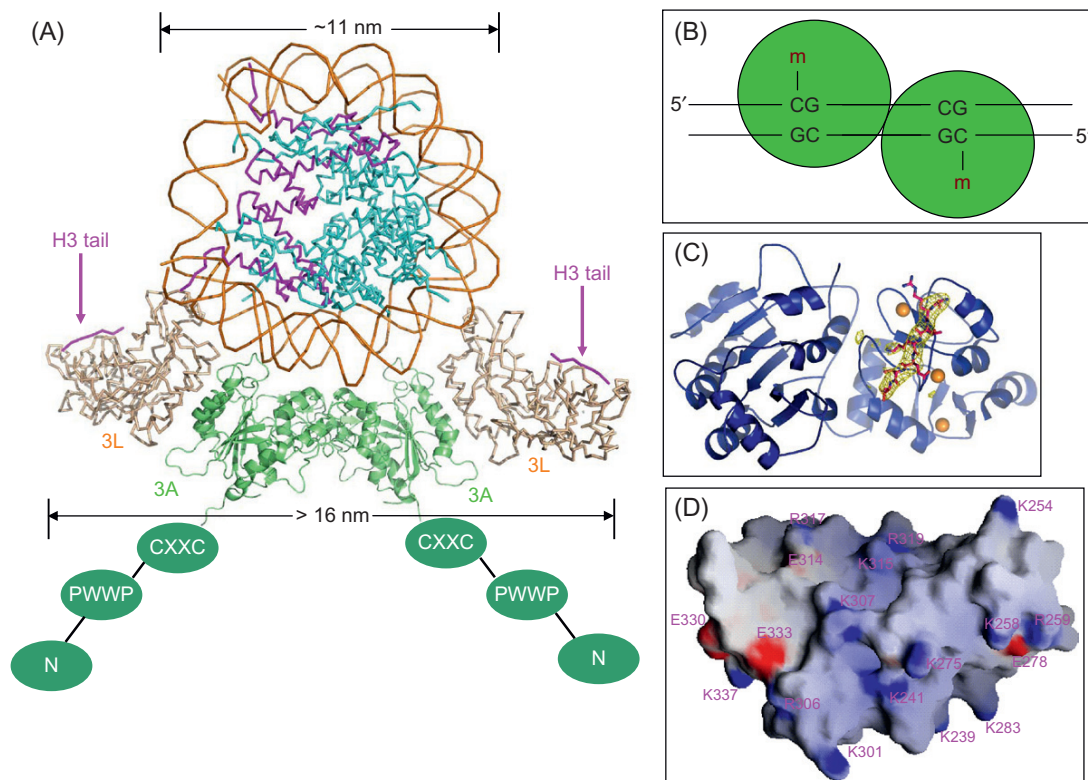 (A)
~11 nm
H3 tail
H3 tail
3L
3L
3A
3A
> 16 nm
CXXC
CXXC
PWWP
PWWP
N
N
(B)
m
5′
CG
CG
GC
GC
5′
m
(C)
(D)
K254
R317
R319
E314
K318
K307
E330
E333
K258
R259
K275
E278
K337
R306
K241
K239
K283
K301